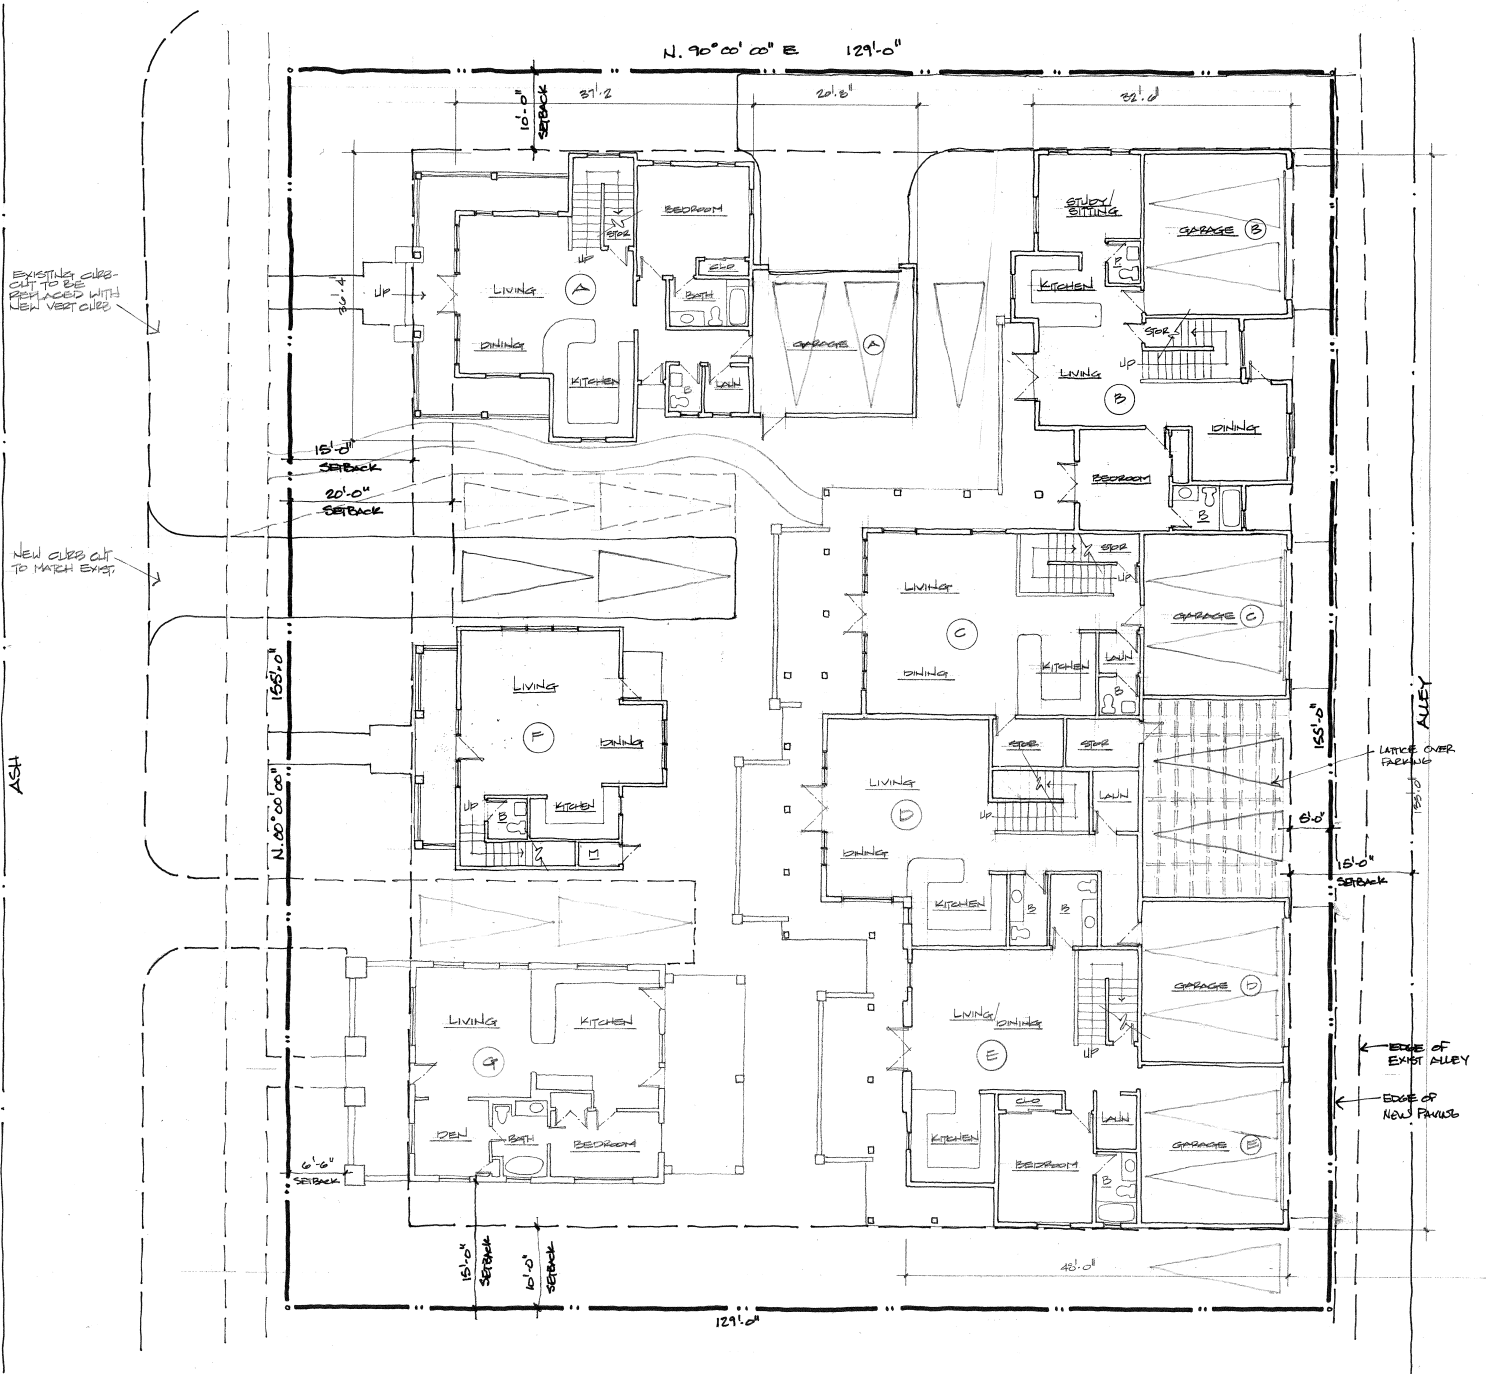 N. 90°00'00" E 129'-0"
37'-2
20'-8"
32'-6"
10'-0"
SETBACK
BEDROOM
STOR
UP
CLO
LIVING
A
BATH
UP
36'-4"
DINING
KITCHEN
B
LAUN
GARAGE A
STUDY/
SITTING
GARAGE B
P
KITCHEN
STOR
UP
LIVING
B
DINING
BEDROOM
B
EXISTING CURB-
CUT TO BE
REPLACED WITH
NEW VERT CURB
15'-0"
SETBACK
20'-0"
SETBACK
NEW CURB CUT
TO MATCH EXIST.
STOR
UP
LIVING
C
DINING
KITCHEN
LAUN
B
GARAGE C
155'-0"
N.00°00'00"
ASH
LIVING
F
DINING
UP
B
KITCHEN
M
STOR
STOR
LIVING
D
UP
LAUN
DINING
KITCHEN
B
B
GARAGE D
155'-0"
ALLEY
LATTICE OVER
PARKING
155'-0"
5'-0"
15'-0"
SETBACK
LIVING
KITCHEN
G
DEN
BATH
BEDROOM
6'-6"
SETBACK
LIVING/
DINING
E
UP
KITCHEN
CLO
LAUN
BEDROOM
B
GARAGE E
EDGE OF
EXIST ALLEY
EDGE OF
NEW PAVING
15'-0"
SETBACK
10'-0"
SETBACK
48'-0"
129'-0"